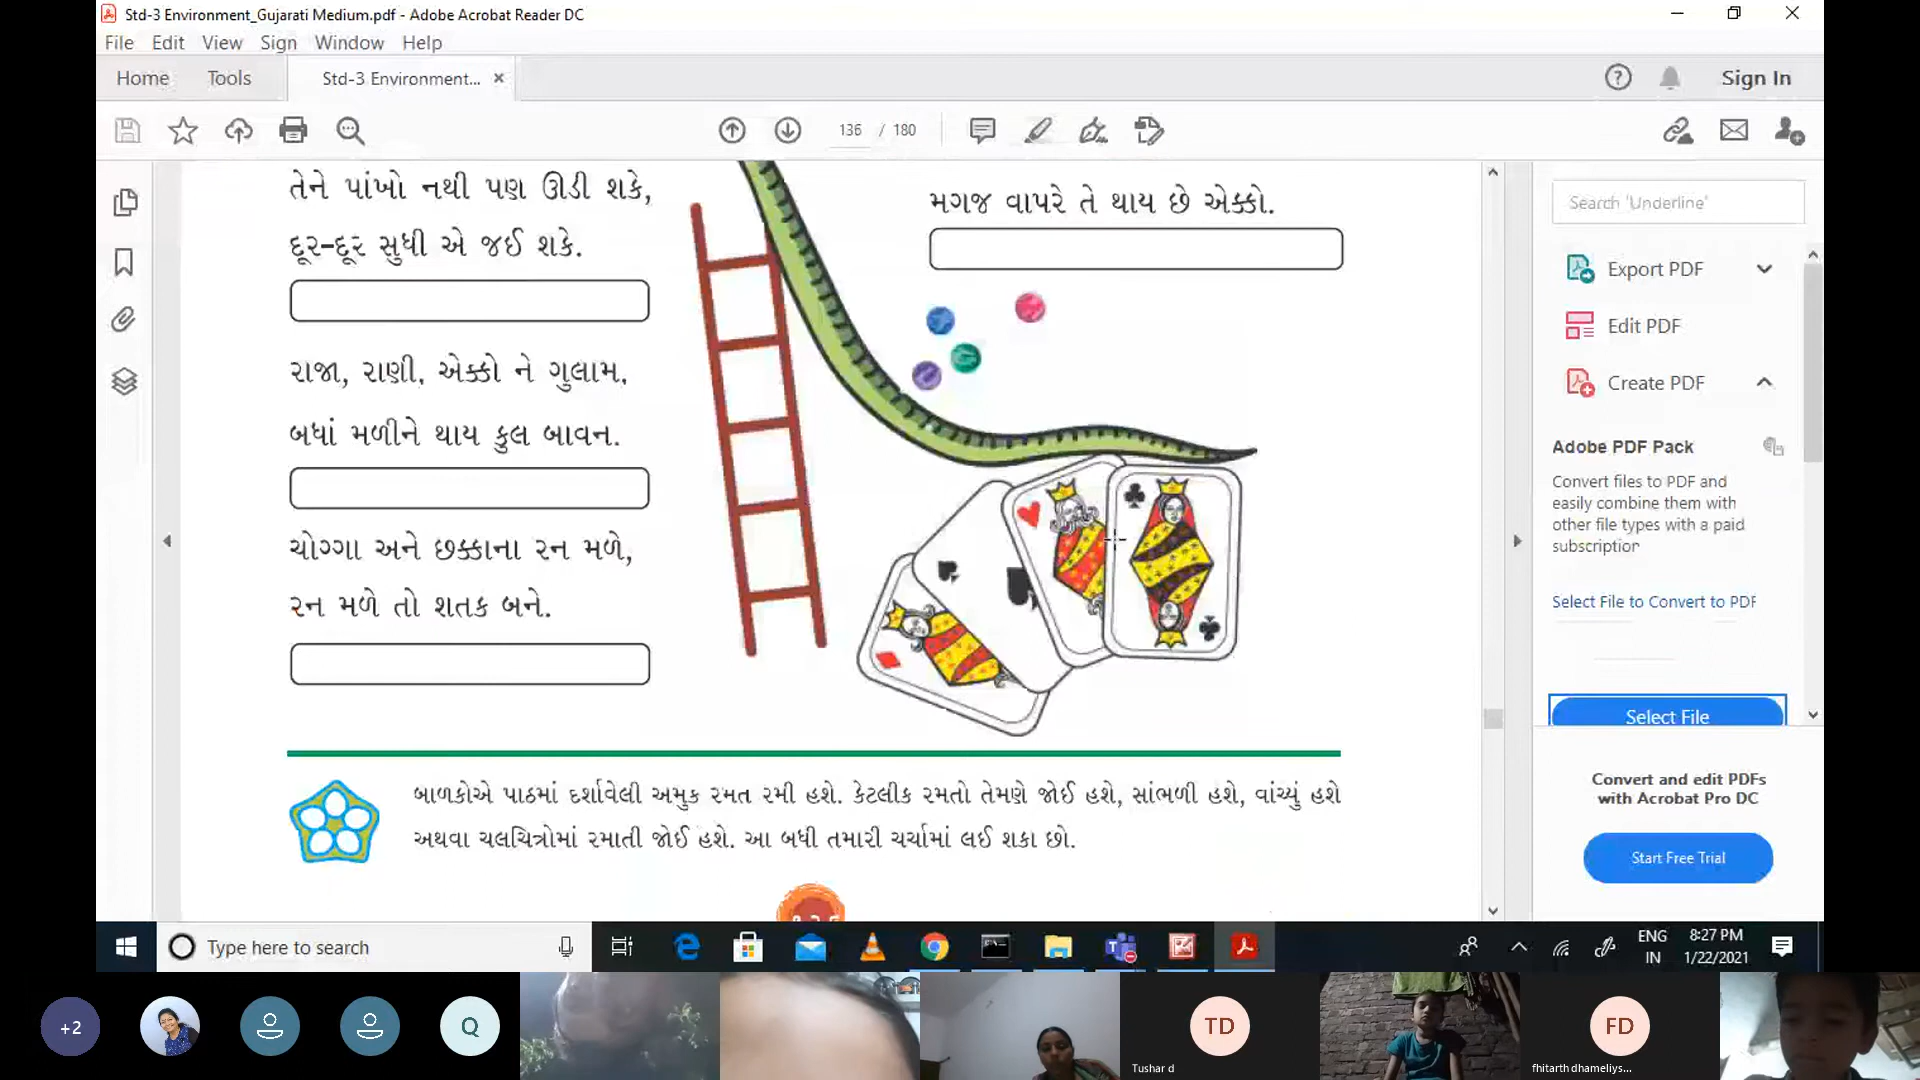 Std-3 Environment_Gujarati Medium.pdf - Adobe Acrobat Reader DC
File Edit View Sign Window Help
Home Tools Std-3 Environment... Sign In
136 / 180
તેને પાંખો નથી પણ ઊડી શકે,
દૂર-દૂર સુધી એ જઈ શકે.
રાજા, રાણી, એક્કો ને ગુલામ,
બધાં મળીને થાય કુલ બાવન.
ચોગ્ગા અને છક્કાના રન મળે,
રન મળે તો શતક બને.
મગજ વાપરે તે થાય છે એક્કો.
બાળકોએ પાઠમાં દર્શાવેલી અમુક રમત રમી હશે. કેટલીક રમતો તેમણે જોઈ હશે, સાંભળી હશે, વાંચ્યું હશે
અથવા ચલચિત્રોમાં રમાતી જોઈ હશે. આ બધી તમારી ચર્ચામાં લઈ શકા છો.
Search 'Underline'
Export PDF
Edit PDF
Create PDF
Adobe PDF Pack
Convert files to PDF and
easily combine them with
other file types with a paid
subscription
Select File to Convert to PDF
Select File
Convert and edit PDFs
with Acrobat Pro DC
Start Free Trial
Type here to search
ENG
IN
8:27 PM
1/22/2021
+2
Q
TD
Tushar d
FD
fhitarth dhameliys...